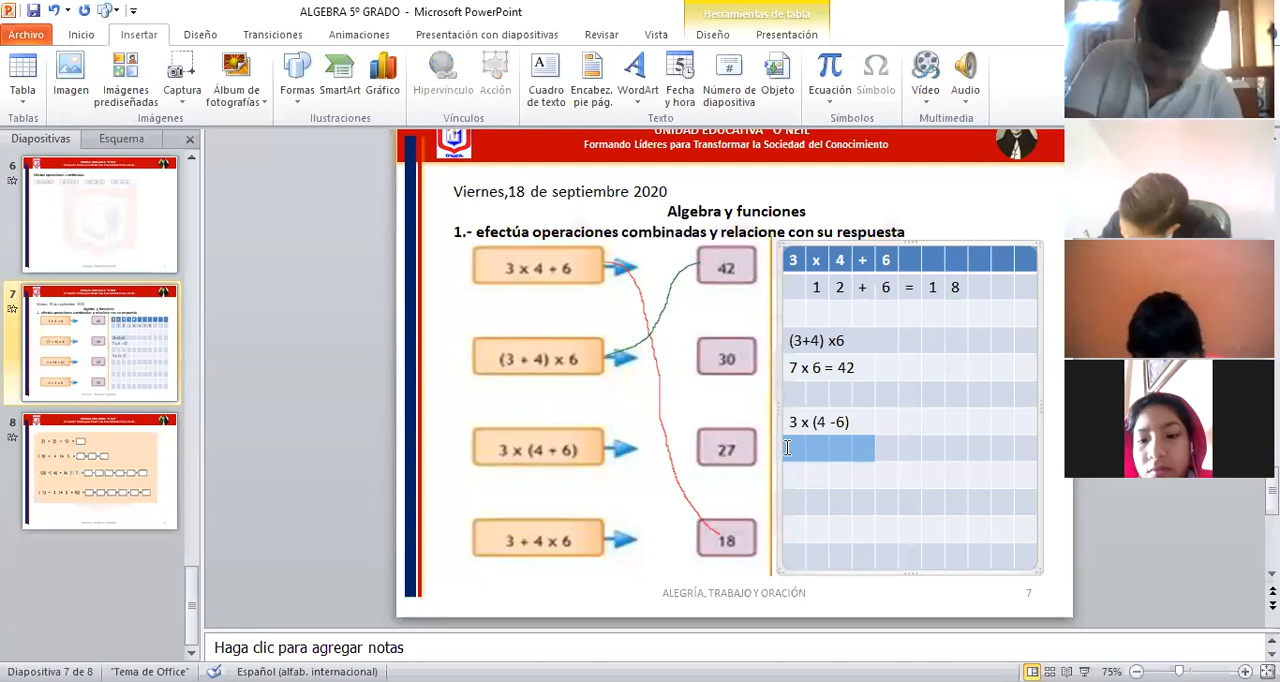 ALGEBRA 5º GRADO - Microsoft PowerPoint
Herramientas de tabla
Archivo Inicio Insertar Diseño Transiciones Animaciones Presentación con diapositivas Revisar Vista Diseño Presentación
Tabla Imagen Imágenes prediseñadas Captura Álbum de fotografías Formas SmartArt Gráfico Hipervínculo Acción Cuadro de texto Encabez. pie pág. WordArt Fecha y hora Número de diapositiva Objeto Ecuación Símbolo Vídeo Audio
Tablas Imágenes Ilustraciones Vínculos Texto Símbolos Multimedia
Diapositivas Esquema
6
7
8
UNIDAD EDUCATIVA "O'NEIL"
Formando Líderes para Transformar la Sociedad del Conocimiento
Viernes,18 de septiembre 2020
Algebra y funciones
1.- efectúa operaciones combinadas y relacione con su respuesta
3 x 4 + 6 42
(3 + 4) x 6 30
3 x (4 + 6) 27
3 + 4 x 6 18
3 x 4 + 6
1 2 + 6 = 1 8
(3+4) x6
7 x 6 = 42
3 x (4 -6)
ALEGRÍA, TRABAJO Y ORACIÓN 7
Haga clic para agregar notas
Diapositiva 7 de 8 "Tema de Office" Español (alfab. internacional) 75%